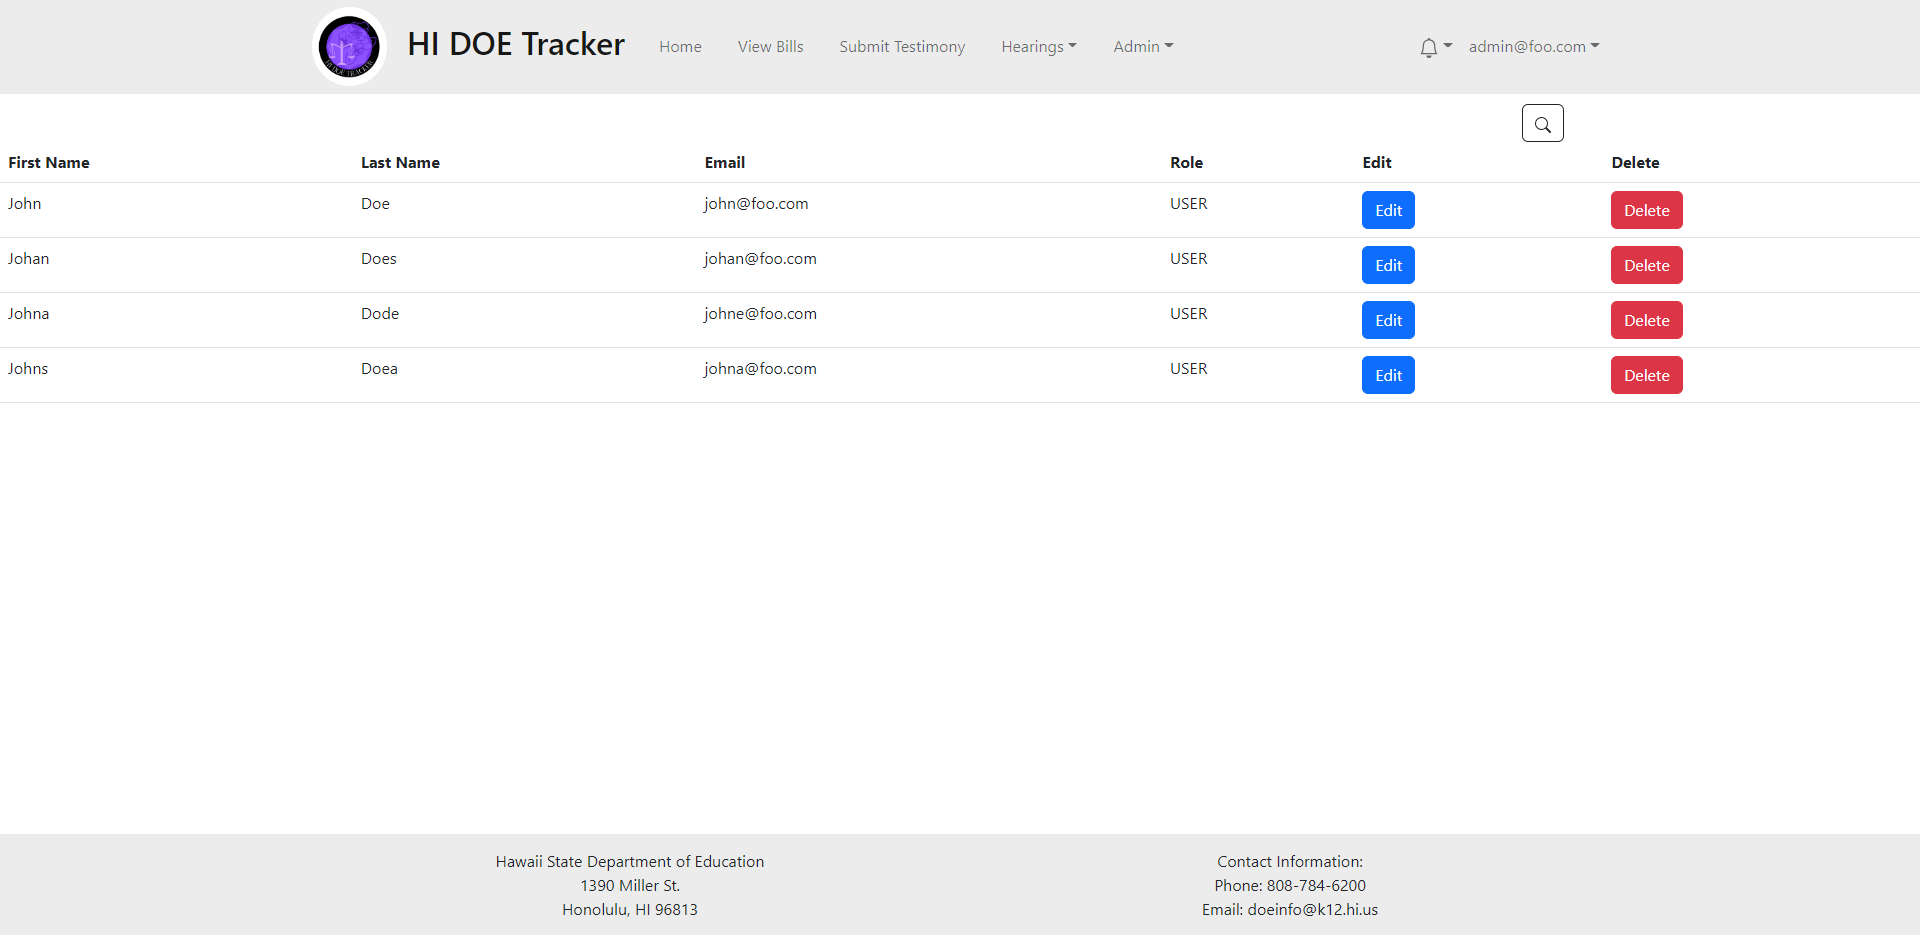 HI DOE TRACKER
HI DOE Tracker Home View Bills Submit Testimony Hearings Admin admin@foo.com
First Name Last Name Email Role Edit Delete
John Doe john@foo.com USER Edit Delete
Johan Does johan@foo.com USER Edit Delete
Johna Dode johne@foo.com USER Edit Delete
Johns Doea johna@foo.com USER Edit Delete
Hawaii State Department of Education
1390 Miller St.
Honolulu, HI 96813
Contact Information:
Phone: 808-784-6200
Email: doeinfo@k12.hi.us